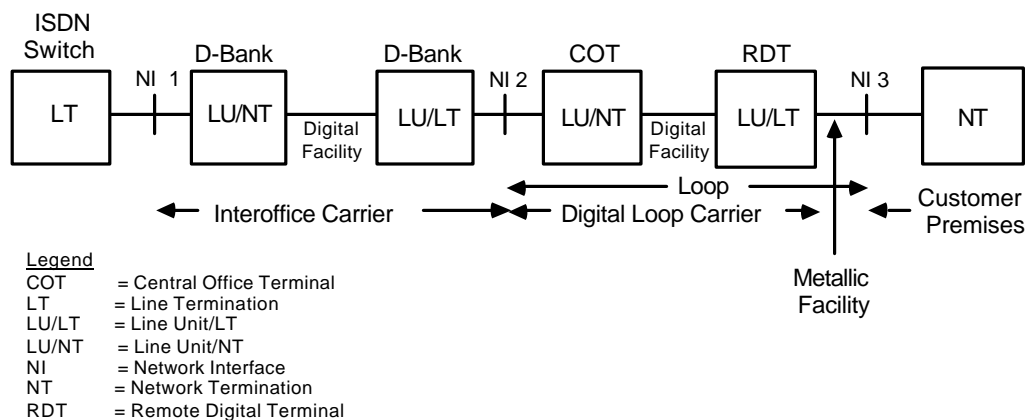 ISDN
Switch
D-Bank
D-Bank
COT
RDT
NI 1
NI 2
NI 3
LT
LU/NT
Digital
Facility
LU/LT
LU/NT
Digital
Facility
LU/LT
NT
Loop
Interoffice Carrier
Digital Loop Carrier
Customer
Premises
Metallic
Facility
Legend
COT = Central Office Terminal
LT = Line Termination
LU/LT = Line Unit/LT
LU/NT = Line Unit/NT
NI = Network Interface
NT = Network Termination
RDT = Remote Digital Terminal